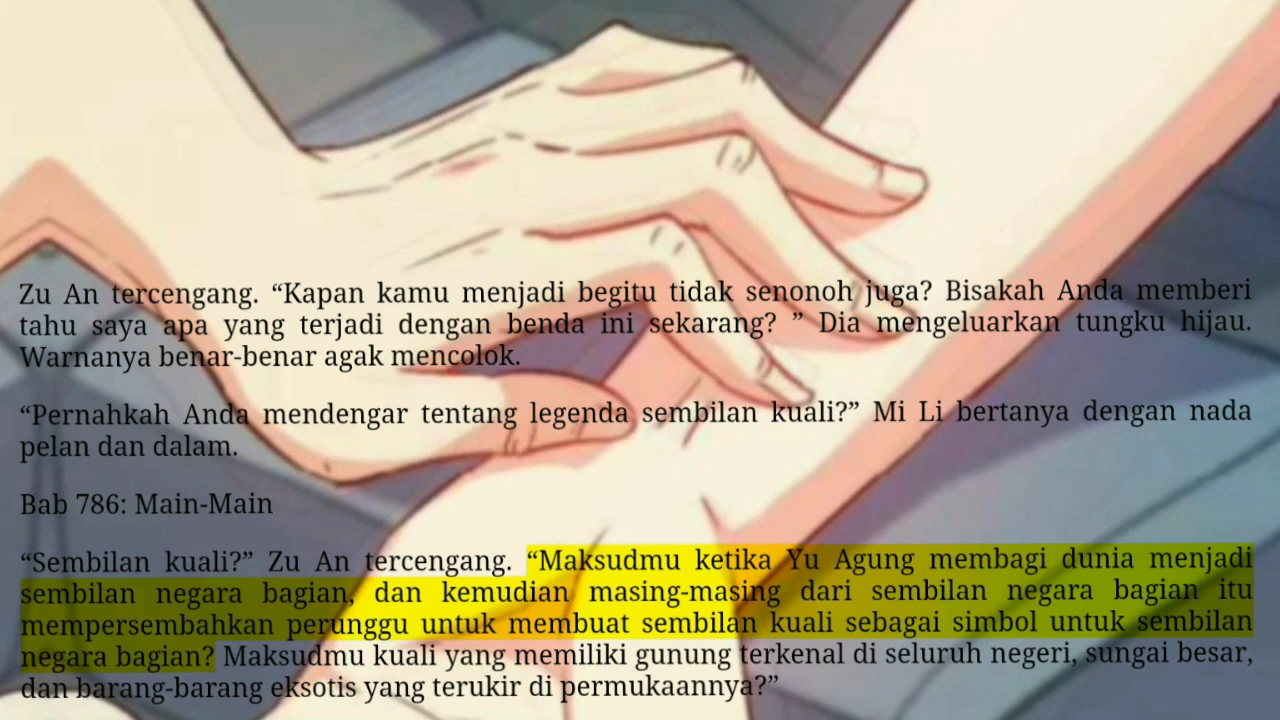 Zu An tercengang. “Kapan kamu menjadi begitu tidak senonoh juga? Bisakah Anda memberi
tahu saya apa yang terjadi dengan benda ini sekarang? ” Dia mengeluarkan tungku hijau.
Warnanya benar-benar agak mencolok.
“Pernahkah Anda mendengar tentang legenda sembilan kuali?” Mi Li bertanya dengan nada
pelan dan dalam.
Bab 786: Main-Main
“Sembilan kuali?” Zu An tercengang. “Maksudmu ketika Yu Agung membagi dunia menjadi
sembilan negara bagian, dan kemudian masing-masing dari sembilan negara bagian itu
mempersembahkan perunggu untuk membuat sembilan kuali sebagai simbol untuk sembilan
negara bagian? Maksudmu kuali yang memiliki gunung terkenal di seluruh negeri, sungai besar,
dan barang-barang eksotis yang terukir di permukaannya?”